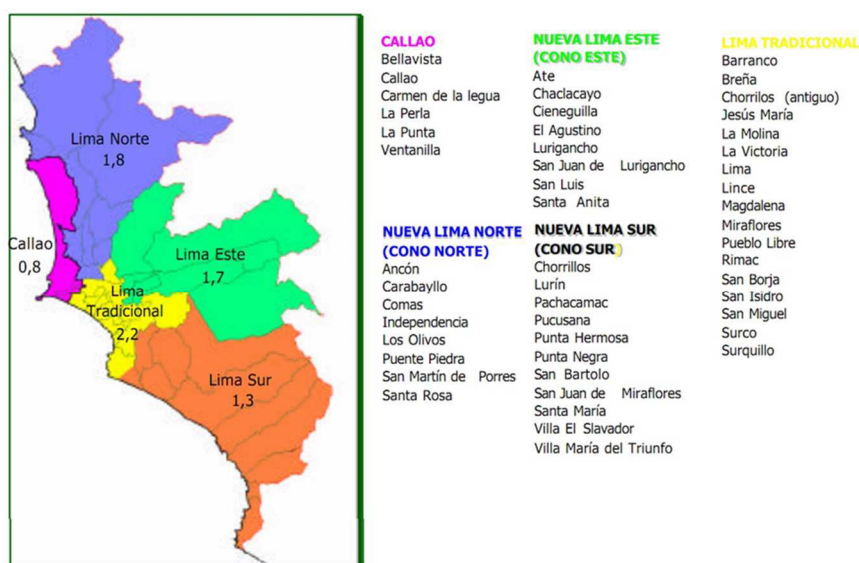 Lima Norte
1,8
Callao
0,8
Lima Este
1,7
Lima
Tradicional
2,2
Lima Sur
1,3
CALLAO
Bellavista
Callao
Carmen de la legua
La Perla
La Punta
Ventanilla
NUEVA LIMA ESTE
(CONO ESTE)
Ate
Chaclacayo
Cieneguilla
El Agustino
Lurigancho
San Juan de Lurigancho
San Luis
Santa Anita
LIMA TRADICIONAL
Barranco
Breña
Chorrilos (antiguo)
Jesús María
La Molina
La Victoria
Lima
Lince
Magdalena
Miraflores
Pueblo Libre
Rimac
San Borja
San Isidro
San Miguel
Surco
Surquillo
NUEVA LIMA NORTE
(CONO NORTE)
Ancón
Carabayllo
Comas
Independencia
Los Olivos
Puente Piedra
San Martín de Porres
Santa Rosa
NUEVA LIMA SUR
(CONO SUR)
Chorrillos
Lurín
Pachacamac
Pucusana
Punta Hermosa
Punta Negra
San Bartolo
San Juan de Miraflores
Santa María
Villa El Slavador
Villa María del Triunfo